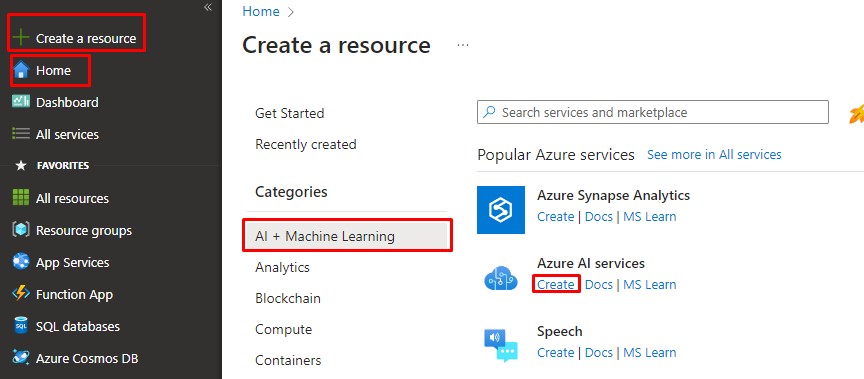 «
Create a resource
Home
Dashboard
All services
FAVORITES
All resources
Resource groups
App Services
Function App
SQL databases
Azure Cosmos DB
Home >
Create a resource ...
Get Started
Recently created
Categories
AI + Machine Learning
Analytics
Blockchain
Compute
Containers
Search services and marketplace
Popular Azure services See more in All services
Azure Synapse Analytics
Create | Docs | MS Learn
Azure AI services
Create | Docs | MS Learn
Speech
Create | Docs | MS Learn